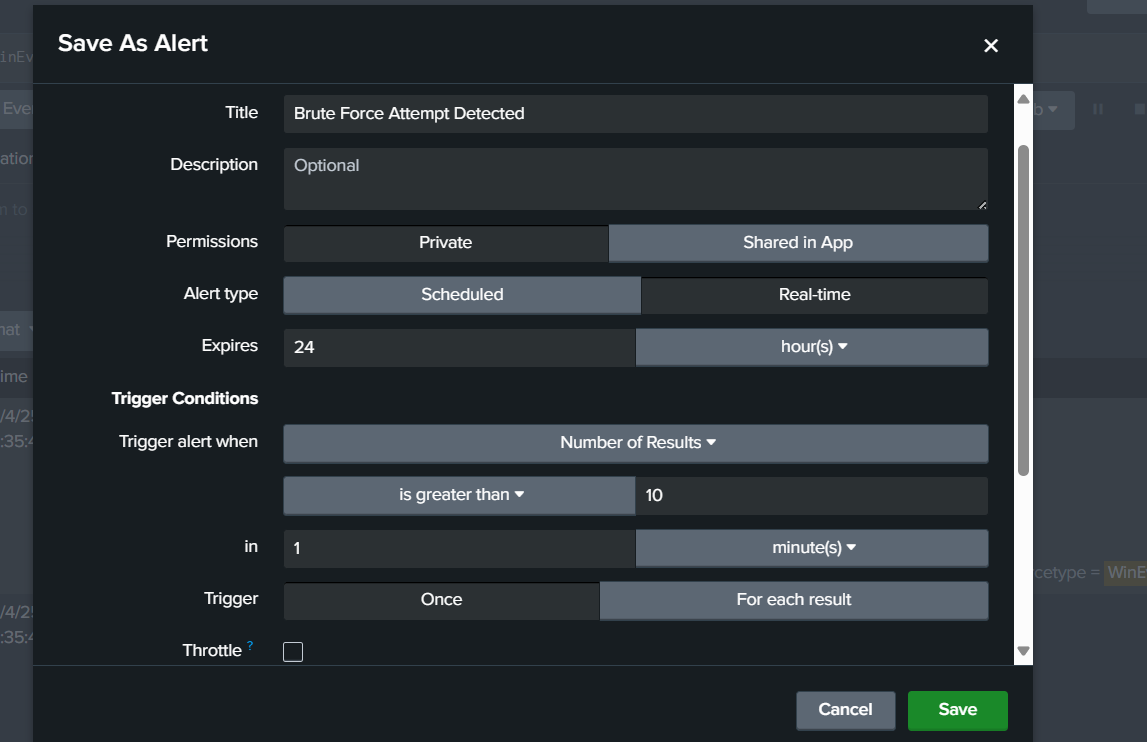 Save As Alert
Title
Brute Force Attempt Detected
Description
Optional
Permissions
Private
Shared in App
Alert type
Scheduled
Real-time
Expires
24
hour(s)
Trigger Conditions
Trigger alert when
Number of Results
is greater than
10
in
1
minute(s)
Trigger
Once
For each result
Throttle ?
Cancel
Save